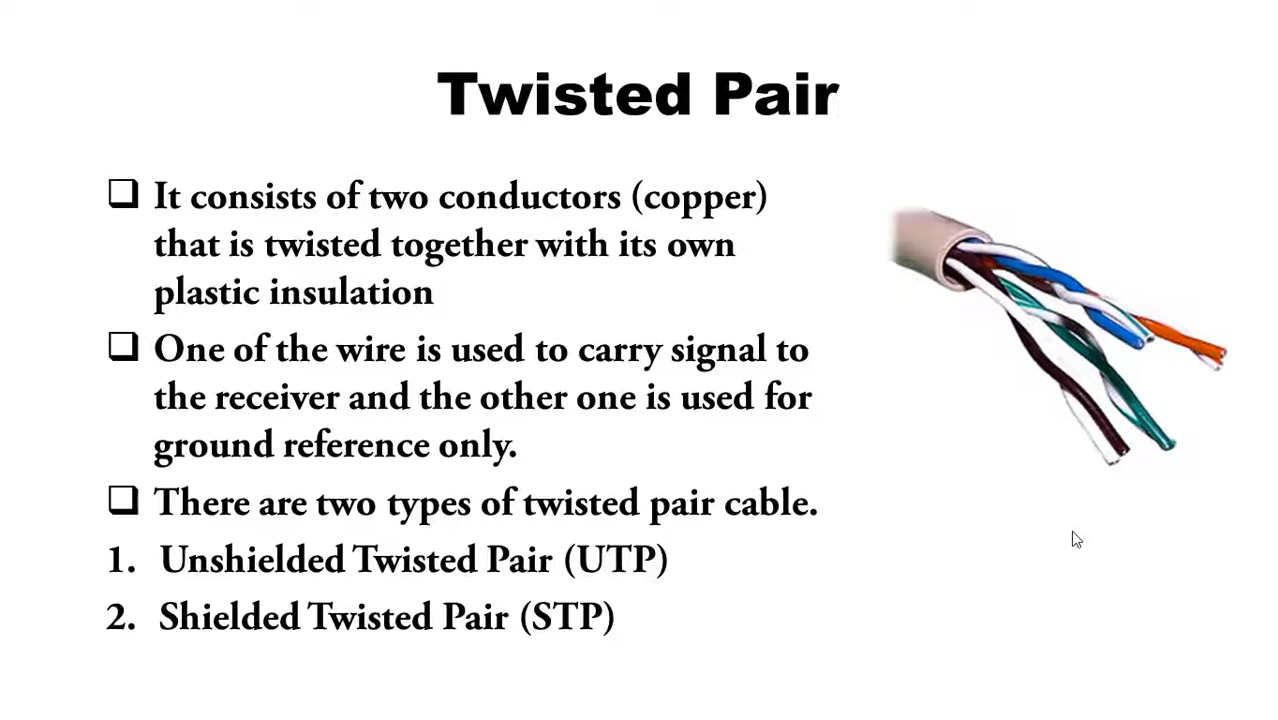 Twisted Pair
It consists of two conductors (copper)
that is twisted together with its own
plastic insulation
One of the wire is used to carry signal to
the receiver and the other one is used for
ground reference only.
There are two types of twisted pair cable.
1. Unshielded Twisted Pair (UTP)
2. Shielded Twisted Pair (STP)